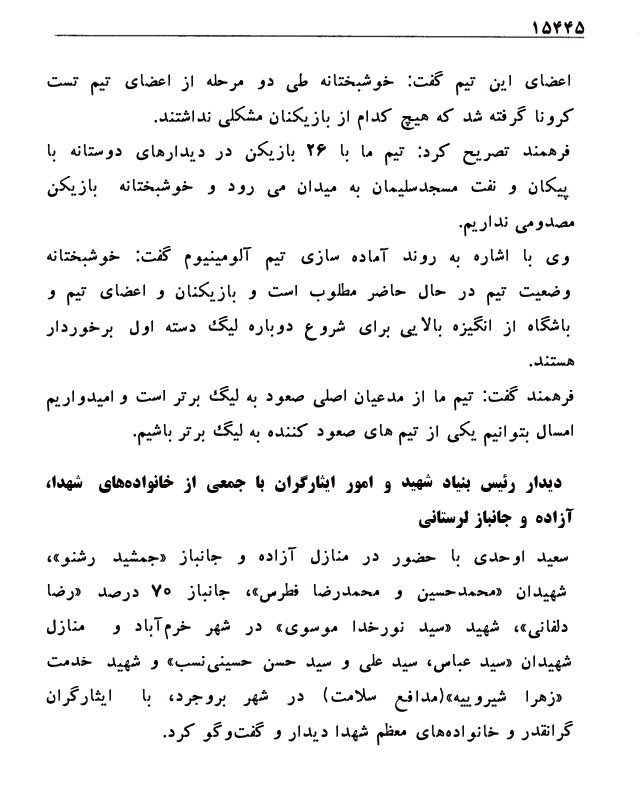 ۱۵۴۴۵
اعضای این تیم گفت: خوشبختانه طی دو مرحله از اعضای تیم تست
کرونا گرفته شد که هیچ کدام از بازیکنان مشکلی نداشتند.
فرهمند تصریح کرد: تیم ما با ۲۶ بازیکن در دیدارهای دوستانه با
پیکان و نفت مسجدسلیمان به میدان می رود و خوشبختانه بازیکن
مصدومی نداریم.
وی با اشاره به روند آماده سازی تیم آلومینیوم گفت: خوشبختانه
وضعیت تیم در حال حاضر مطلوب است و بازیکنان و اعضای تیم و
باشگاه از انگیزه بالایی برای شروع دوباره لیگ دسته اول برخوردار
هستند.
فرهمند گفت: تیم ما از مدعیان اصلی صعود به لیگ برتر است و امیدواریم
امسال بتوانیم یکی از تیم های صعود کننده به لیگ برتر باشیم.
دیدار رئیس بنیاد شهید و امور ایثارگران با جمعی از خانواده‌های شهدا،
آزاده و جانباز لرستانی
سعید اوحدی با حضور در منازل آزاده و جانباز «جمشید رشنو»،
شهیدان «محمدحسین و محمدرضا فطرس»، جانباز ۷۰ درصد «رضا
دلفانی»، شهید «سید نورخدا موسوی» در شهر خرم‌آباد و منازل
شهیدان «سید عباس، سید علی و سید حسن حسینی‌نسب» و شهید خدمت
«زهرا شیروییه»(مدافع سلامت) در شهر بروجرد، با ایثارگران
گرانقدر و خانواده‌های معظم شهدا دیدار و گفت‌وگو کرد.